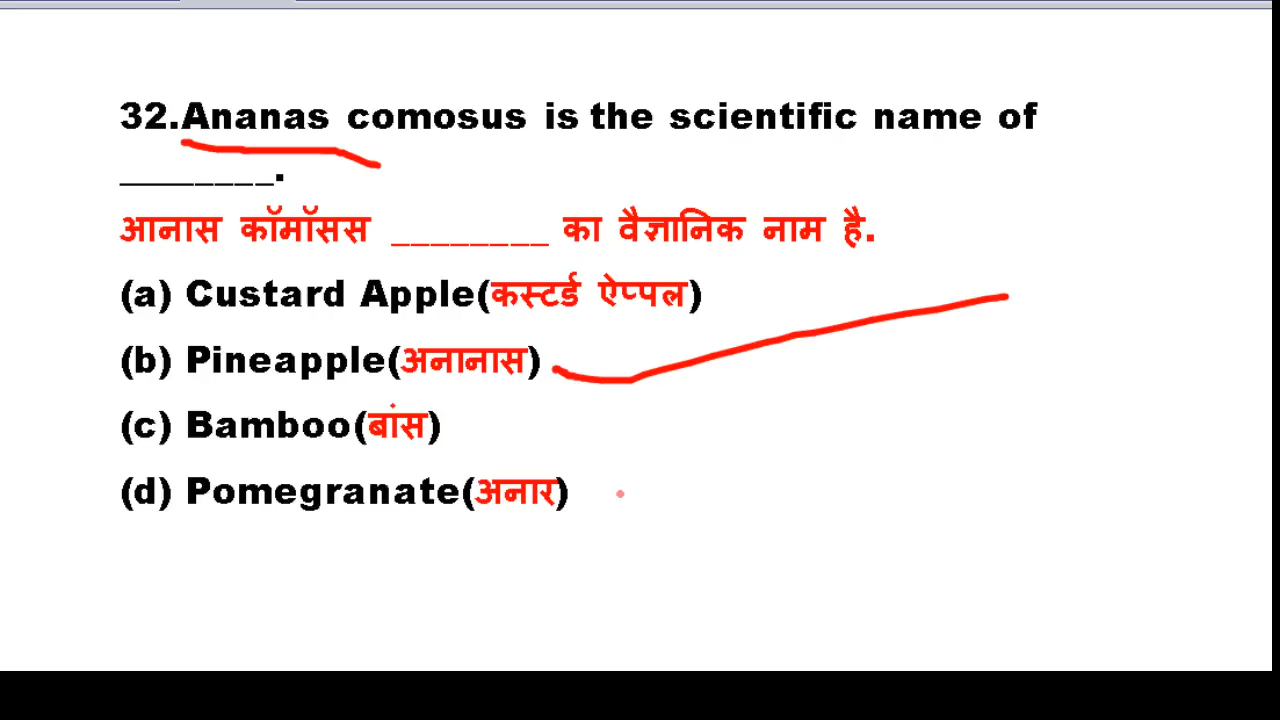 32.Ananas comosus is the scientific name of
________.
आनास कॉमॉसस ________ का वैज्ञानिक नाम है.
(a) Custard Apple(कस्टर्ड ऐप्पल)
(b) Pineapple(अनानास)
(c) Bamboo(बांस)
(d) Pomegranate(अनार)